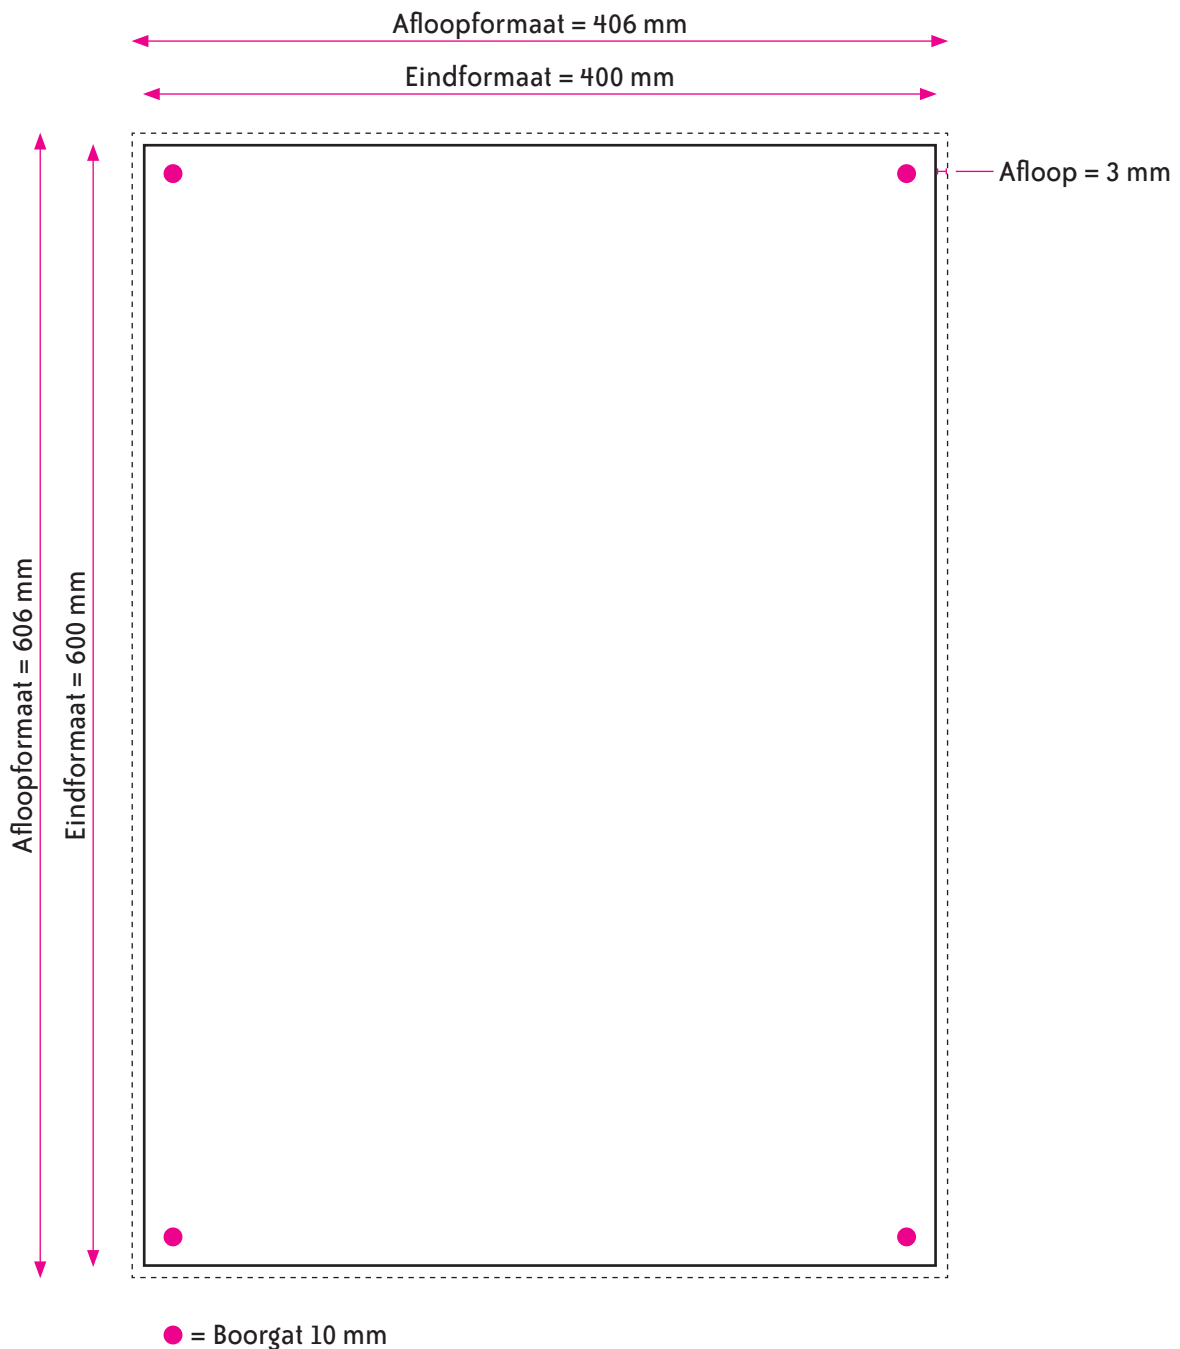 Afloopformaat = 406 mm
Eindformaat = 400 mm
Afloop = 3 mm
Afloopformaat = 606 mm
Eindformaat = 600 mm
= Boorgat 10 mm